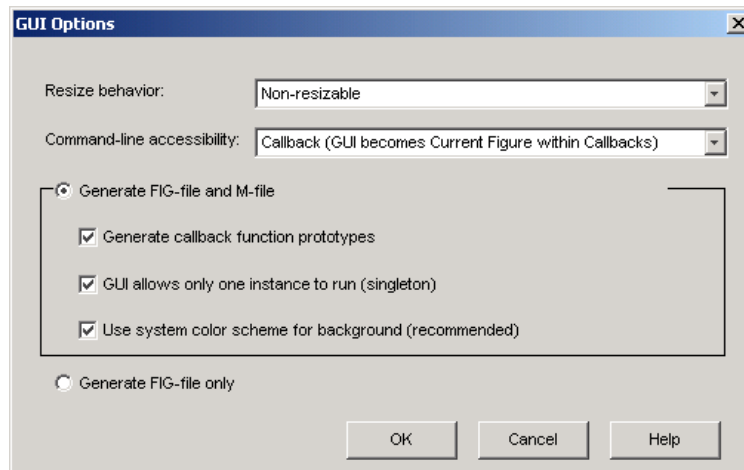 GUI Options
Resize behavior: Non-resizable
Command-line accessibility: Callback (GUI becomes Current Figure within Callbacks)
Generate FIG-file and M-file
Generate callback function prototypes
GUI allows only one instance to run (singleton)
Use system color scheme for background (recommended)
Generate FIG-file only
OK Cancel Help